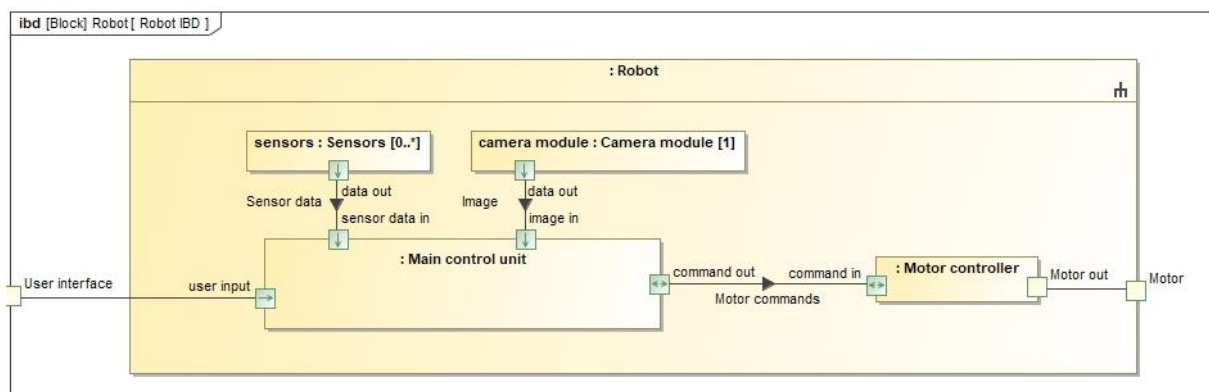 ibd [Block] Robot [ Robot IBD ]
: Robot
sensors : Sensors [0..*]
camera module : Camera module [1]
data out
data out
Sensor data
Image
sensor data in
image in
: Main control unit
: Motor controller
command out
command in
Motor out
Motor
User interface
user input
Motor commands